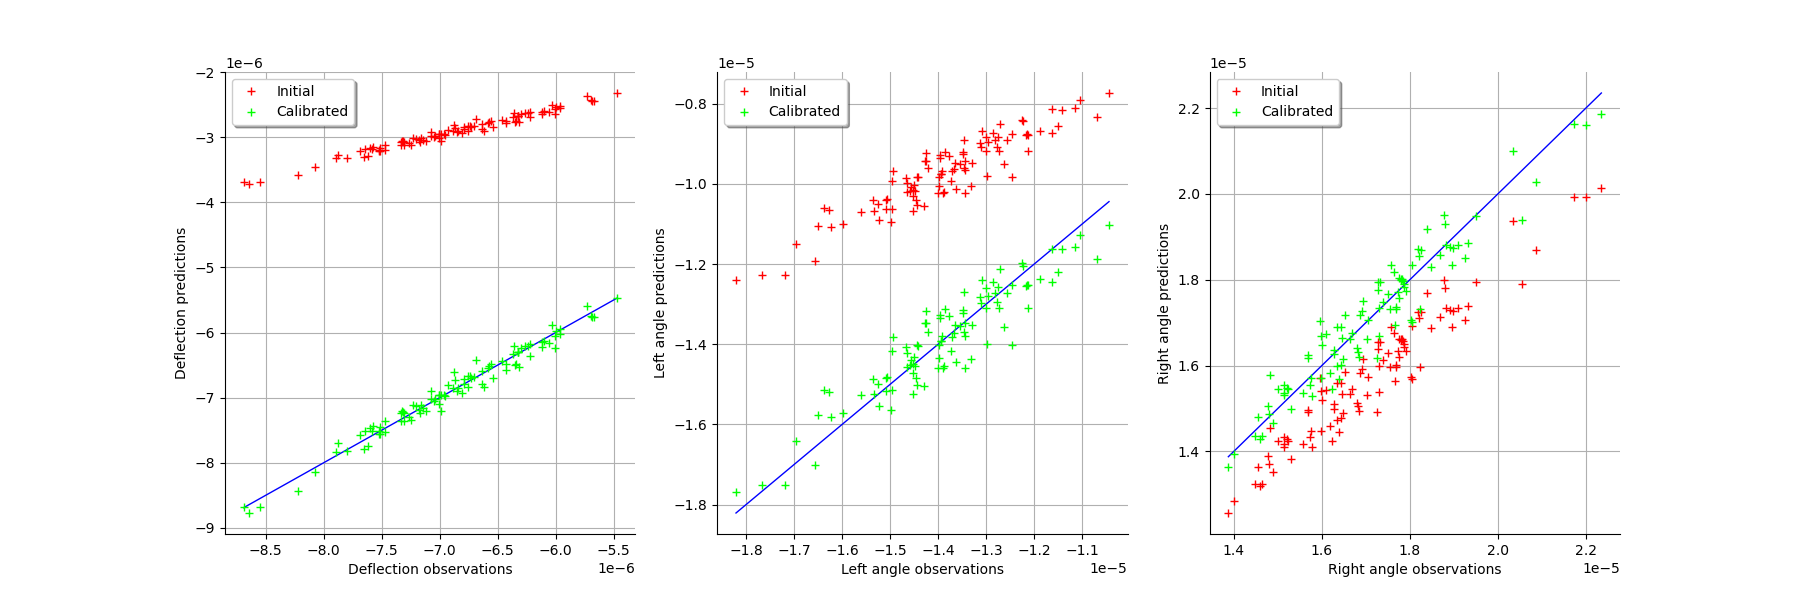 1e−6
−2
−3
−4
−5
−6
−7
−8
−9
Deflection predictions
Initial
Calibrated
−8.5 −8.0 −7.5 −7.0 −6.5 −6.0 −5.5
Deflection observations
1e−6
1e−5
−0.8
−1.0
−1.2
−1.4
−1.6
−1.8
Left angle predictions
Initial
Calibrated
−1.8 −1.7 −1.6 −1.5 −1.4 −1.3 −1.2 −1.1
Left angle observations
1e−5
1e−5
2.2
2.0
1.8
1.6
1.4
Right angle predictions
Initial
Calibrated
1.4 1.6 1.8 2.0 2.2
Right angle observations
1e−5